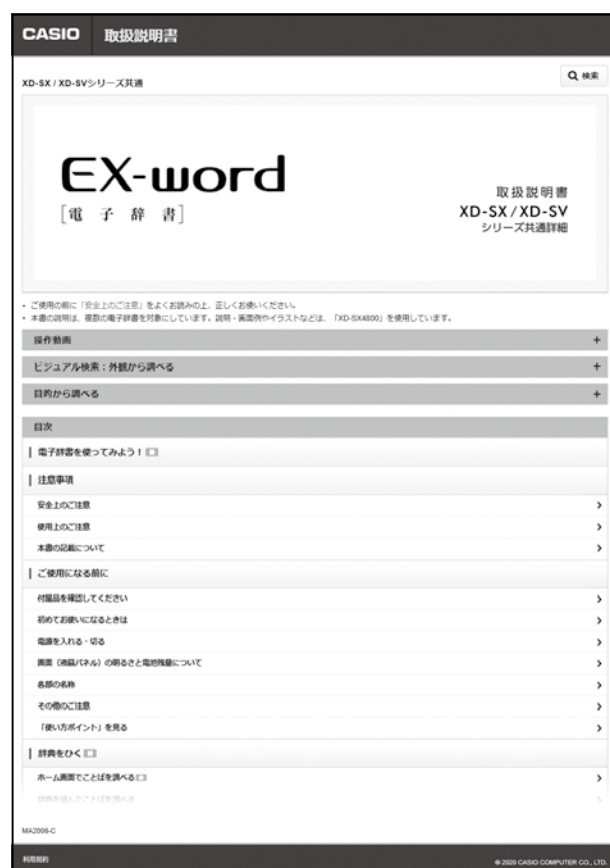 CASIO 取扱説明書
XD-SX / XD-SVシリーズ共通
検索
EX-word
[電子辞書]
取扱説明書
XD-SX/XD-SV
シリーズ共通詳細
• ご使用の前に「安全上のご注意」をよくお読みの上、正しくお使いください。
• 本書の説明は、複数の電子辞書を対象にしています。説明・画面例やイラストなどは、「XD-SX4800」を使用しています。
操作動画 +
ビジュアル検索：外観から調べる +
目的から調べる +
目次
電子辞書を使ってみよう！
注意事項
安全上のご注意
使用上のご注意
本書の記載について
ご使用になる前に
付属品を確認してください
初めてお使いになるときは
電源を入れる・切る
画面（液晶パネル）の明るさと電池残量について
各部の名称
その他のご注意
「使い方ポイント」を見る
辞典をひく
ホーム画面でことばを調べる
辞書を選んでことばを調べる
MA2006-C
利用規約
© 2020 CASIO COMPUTER CO., LTD.